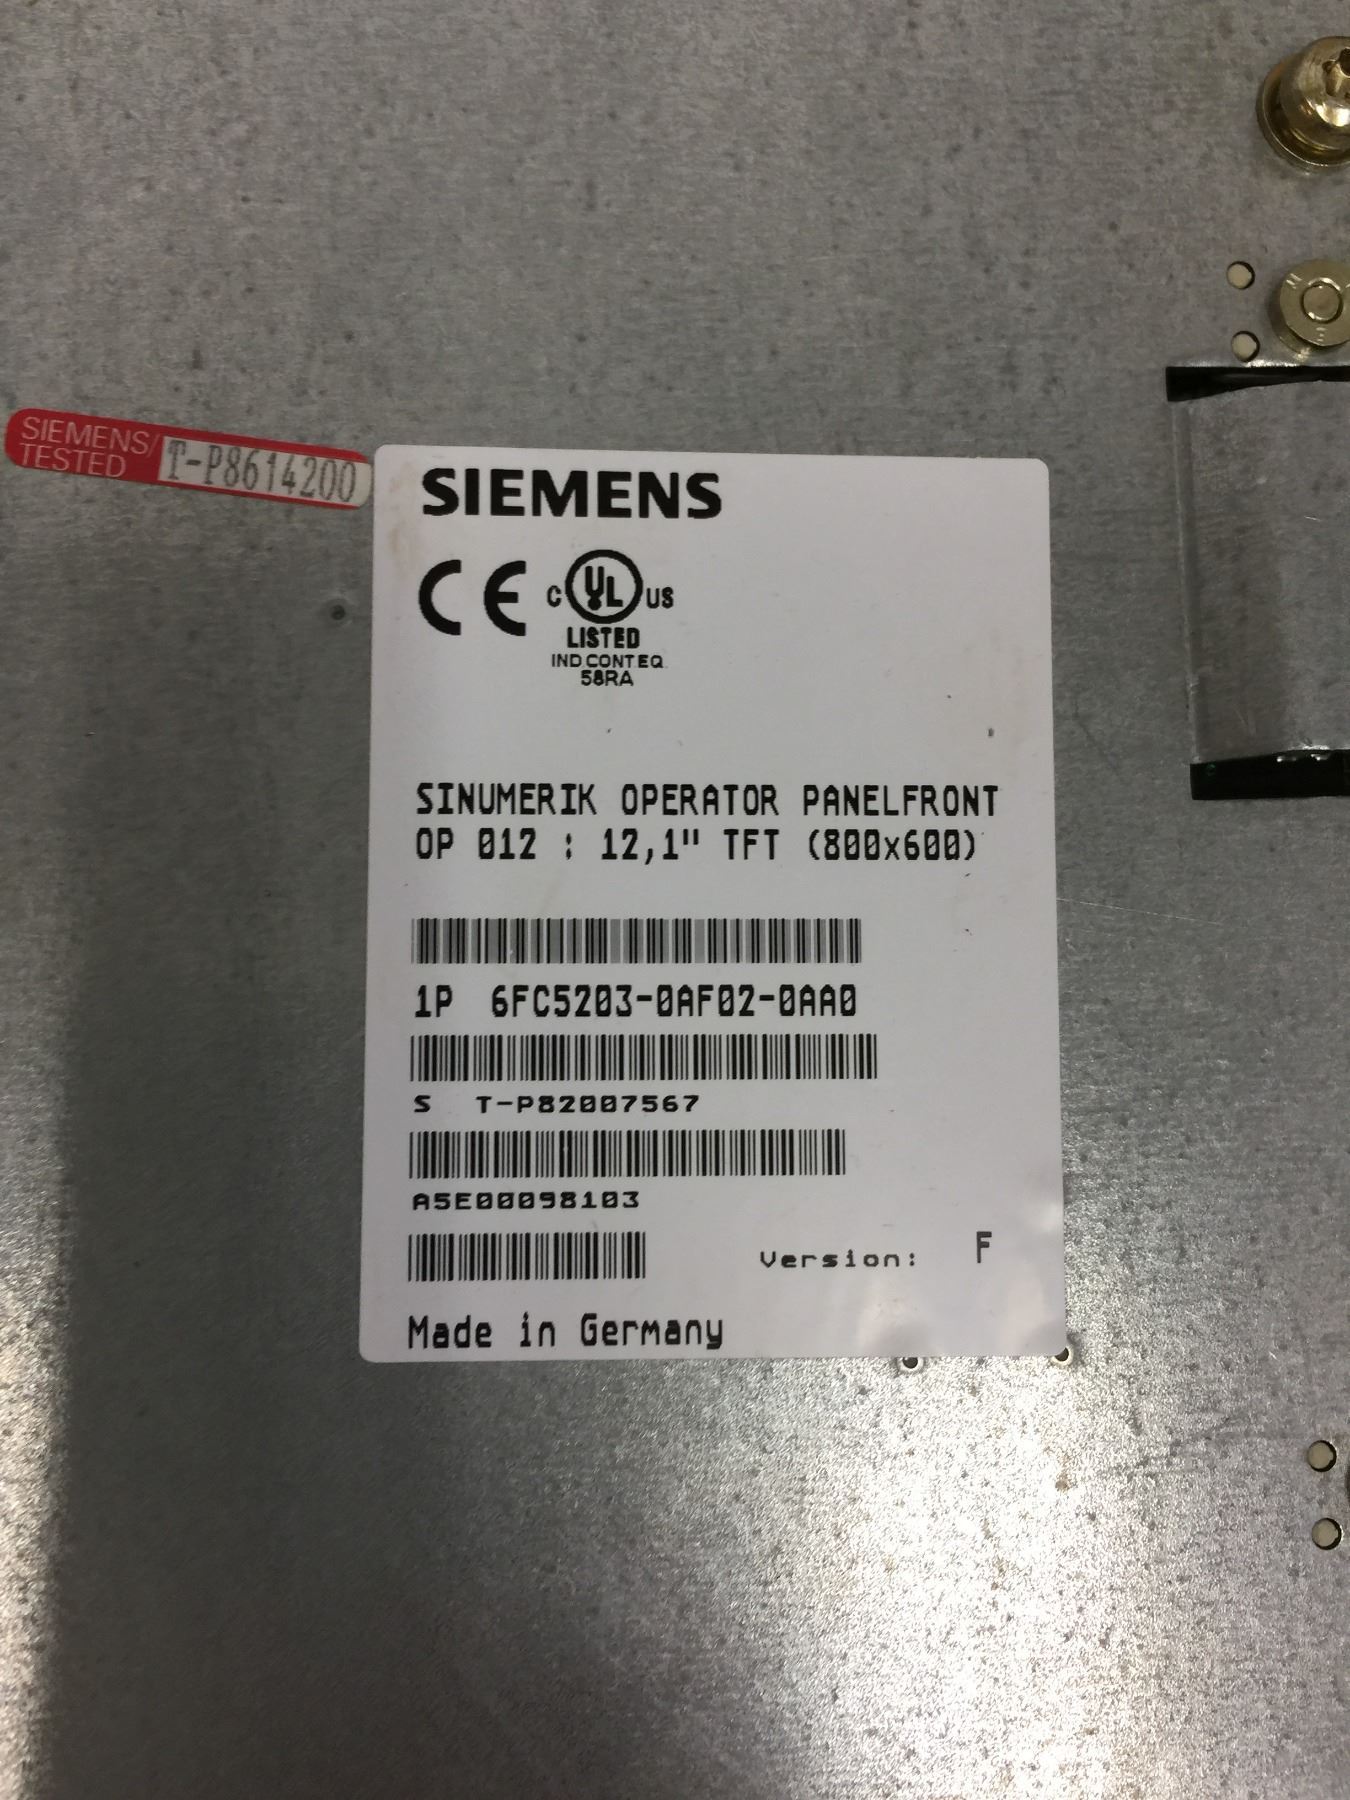 SIEMENS/
TESTED
T-P8614200
SIEMENS
CE
C UL US
LISTED
IND CONT EQ.
58RA
SINUMERIK OPERATOR PANELFRONT
OP 012 : 12,1" TFT (800x600)
1P 6FC5203-0AF02-0AA0
S T-P82007567
A5E00098103
Version: F
Made in Germany